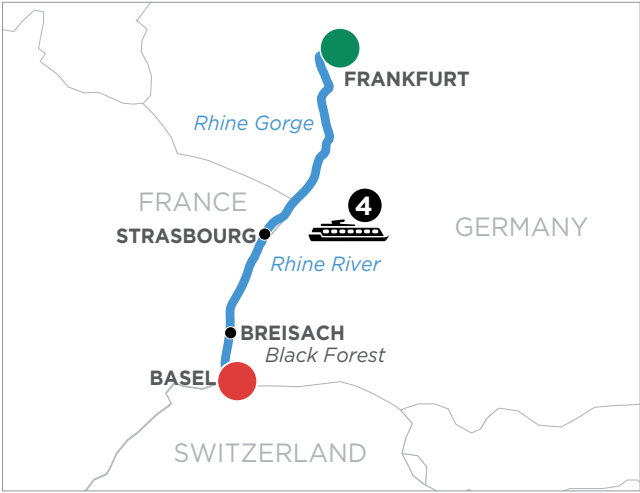 FRANKFURT
Rhine Gorge
4
FRANCE
GERMANY
STRASBOURG
Rhine River
BREISACH
Black Forest
BASEL
SWITZERLAND